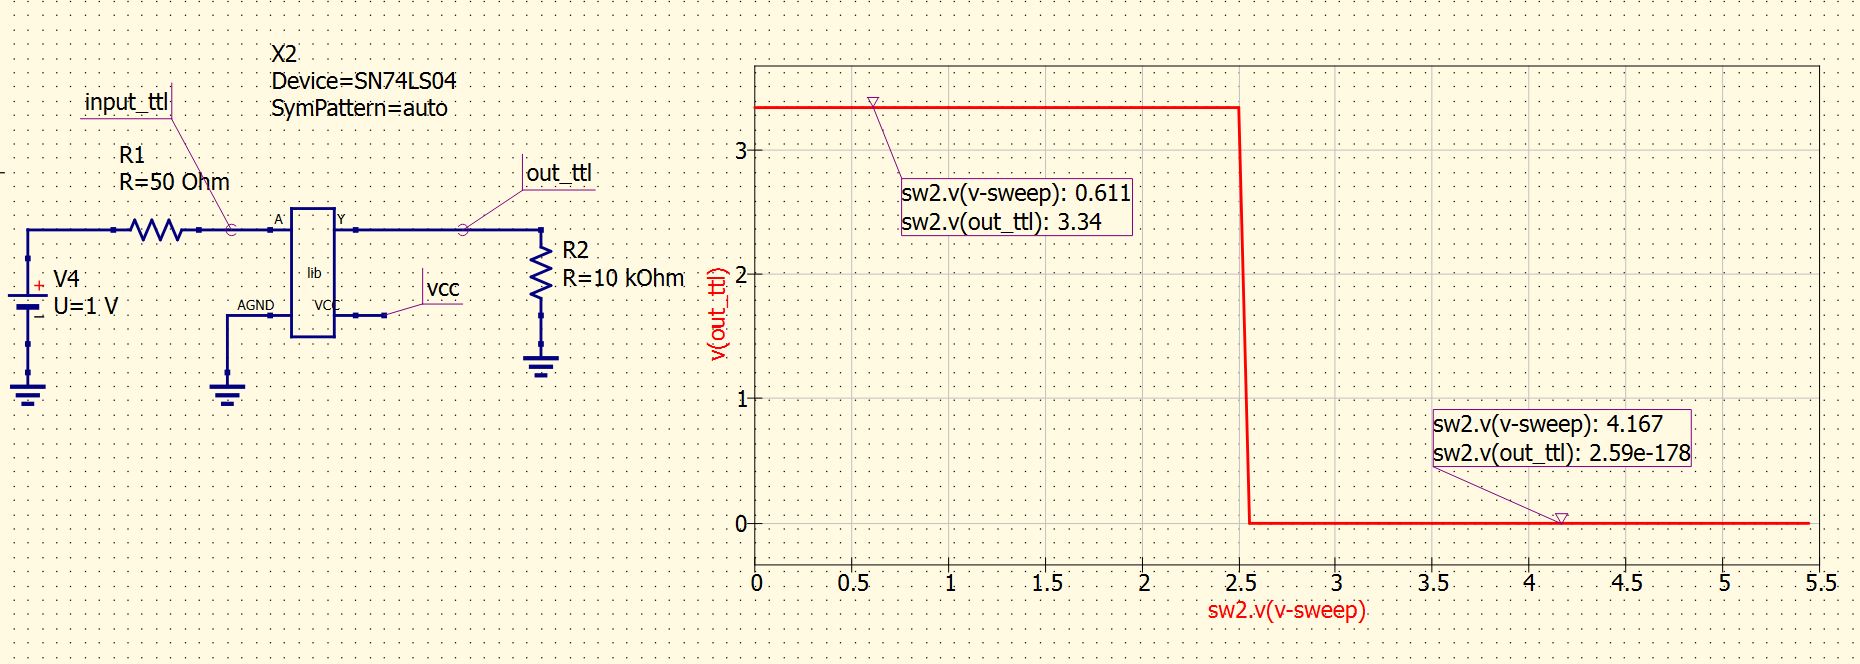 X2
Device=SN74LS04
SymPattern=auto
input_ttl
R1
R=50 Ohm
out_ttl
A
Y
lib
AGND
VCC
vcc
V4
U=1 V
+
R2
R=10 kOhm
v(out_ttl)
3
2
1
0
sw2.v(v-sweep): 0.611
sw2.v(out_ttl): 3.34
sw2.v(v-sweep): 4.167
sw2.v(out_ttl): 2.59e-178
0 0.5 1 1.5 2 2.5 3 3.5 4 4.5 5 5.5
sw2.v(v-sweep)